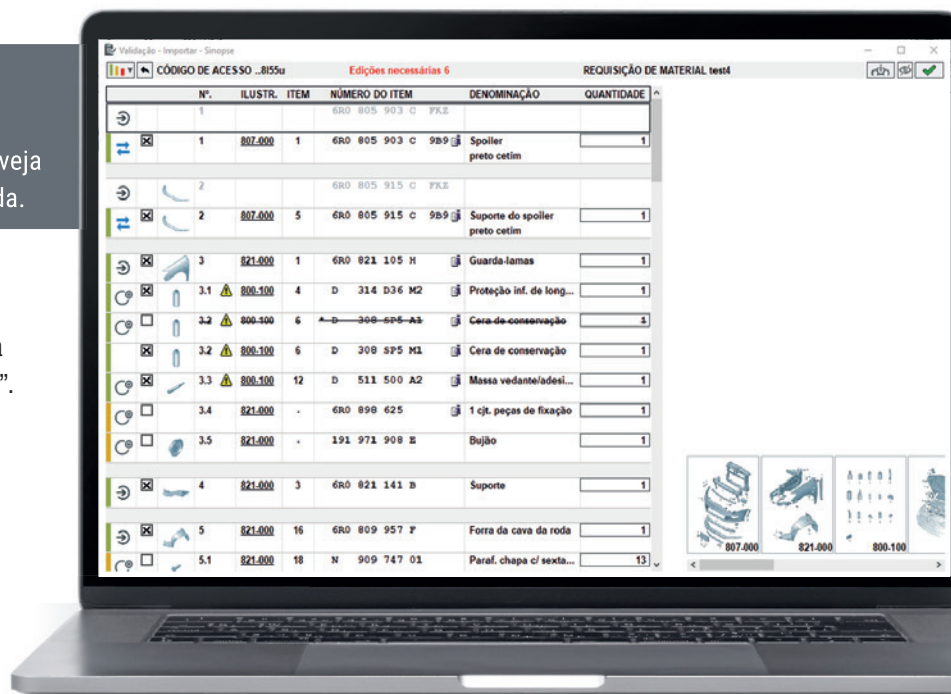 veja
da.
”.
Validação - Importar - Sinopse
CÓDIGO DE ACESSO ..8I55u Edições necessárias 6 REQUISIÇÃO DE MATERIAL test4
Nº. ILUSTR. ITEM NÚMERO DO ITEM DENOMINAÇÃO QUANTIDADE
1 6R0 805 903 C FKZ
1 807-000 1 6R0 805 903 C 9B9 Spoiler 1
preto cetim
2 6R0 805 915 C FKZ
2 807-000 5 6R0 805 915 C 9B9 Suporte do spoiler 1
preto cetim
3 821-000 1 6R0 821 105 H Guarda-lamas 1
3.1 800-100 4 D 314 D36 M2 Proteção inf. de long... 1
3.2 800-100 6 * D 308 SP5 A1 Cera de conservação 1
3.2 800-100 6 D 308 SP5 M1 Cera de conservação 1
3.3 800-100 12 D 511 500 A2 Massa vedante/adesi... 1
3.4 821-000 . 6R0 898 625 1 cjt. peças de fixação 1
3.5 821-000 . 191 971 908 E Bujão 1
4 821-000 3 6R0 821 141 B Suporte 1
5 821-000 16 6R0 809 957 F Forra da cava da roda 1
5.1 821-000 18 N 909 747 01 Paraf. chapa c/ sexta... 13
807-000 821-000 800-100